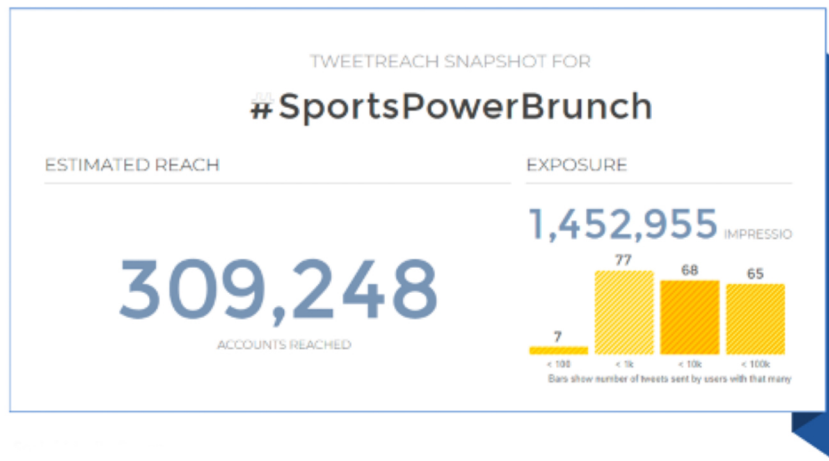 TWEETREACH SNAPSHOT FOR
#SportsPowerBrunch
ESTIMATED REACH
309,248
ACCOUNTS REACHED
EXPOSURE
1,452,955 IMPRESSIO
7 77 68 65
< 100 < 1k < 10k < 100k
Bars show number of tweets sent by users with that many